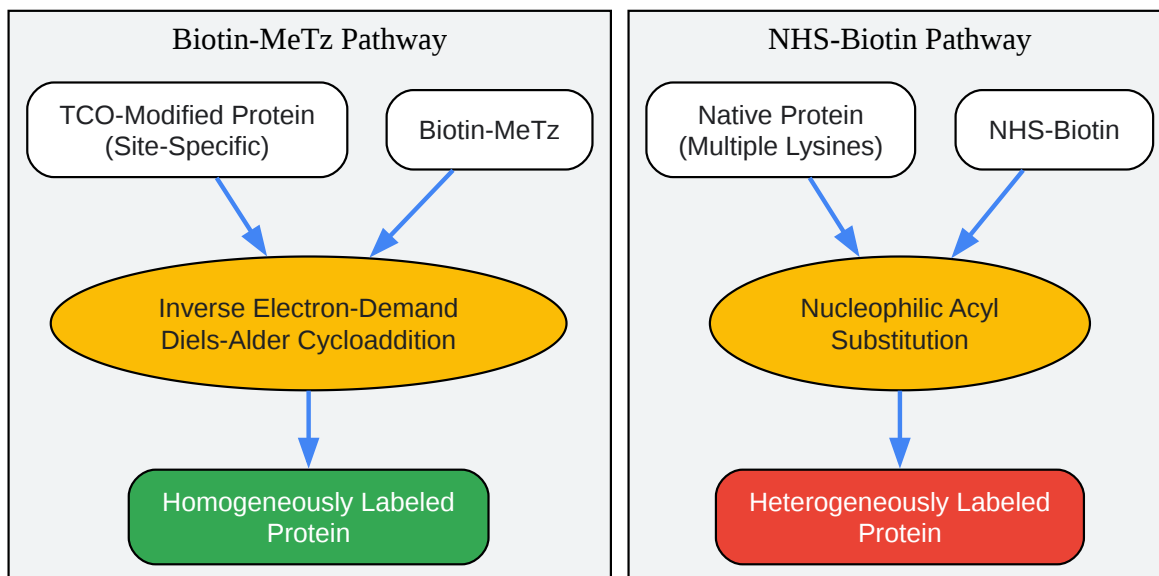 Biotin-MeTz Pathway
TCO-Modified Protein
(Site-Specific)
Biotin-MeTz
Inverse Electron-Demand
Diels-Alder Cycloaddition
Homogeneously Labeled
Protein
NHS-Biotin Pathway
Native Protein
(Multiple Lysines)
NHS-Biotin
Nucleophilic Acyl
Substitution
Heterogeneously Labeled
Protein